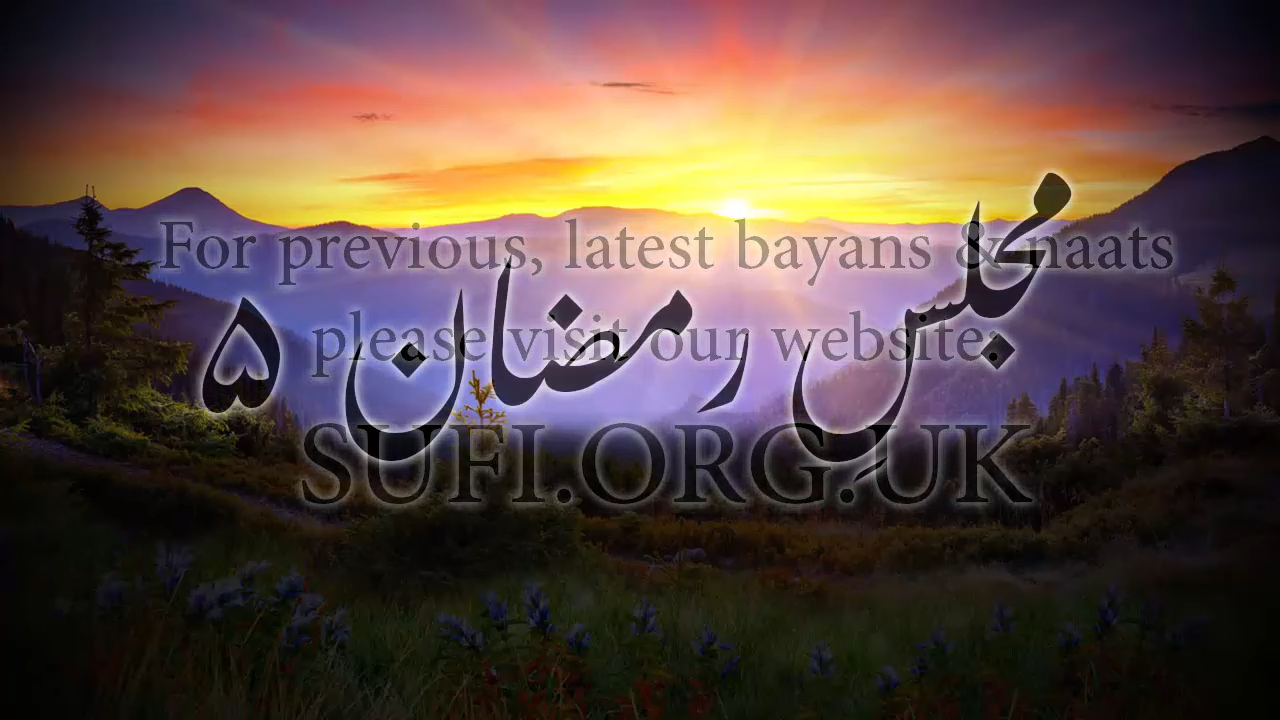 For previous, latest bayans & naats
please visit our website
SUFI.ORG.UK
مجلسِ رمضان ۵